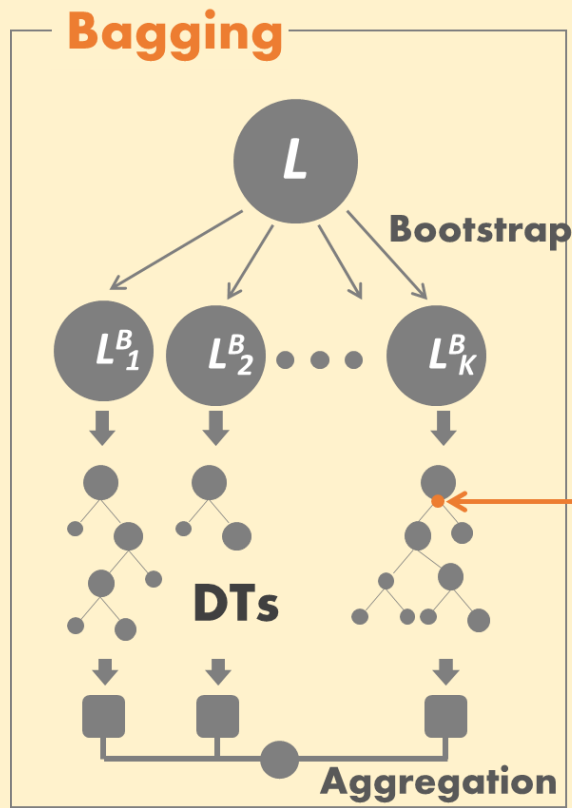 Bagging
L
Bootstrap
L^B_1 L^B_2 L^B_K
DTs
Aggregation